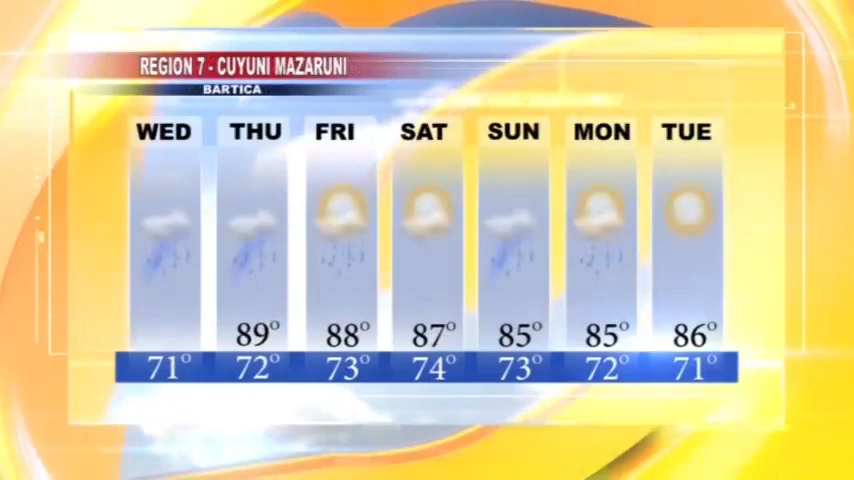 REGION 7 - CUYUNI MAZARUNI
BARTICA
WED THU FRI SAT SUN MON TUE
89° 88° 87° 85° 85° 86°
71° 72° 73° 74° 73° 72° 71°